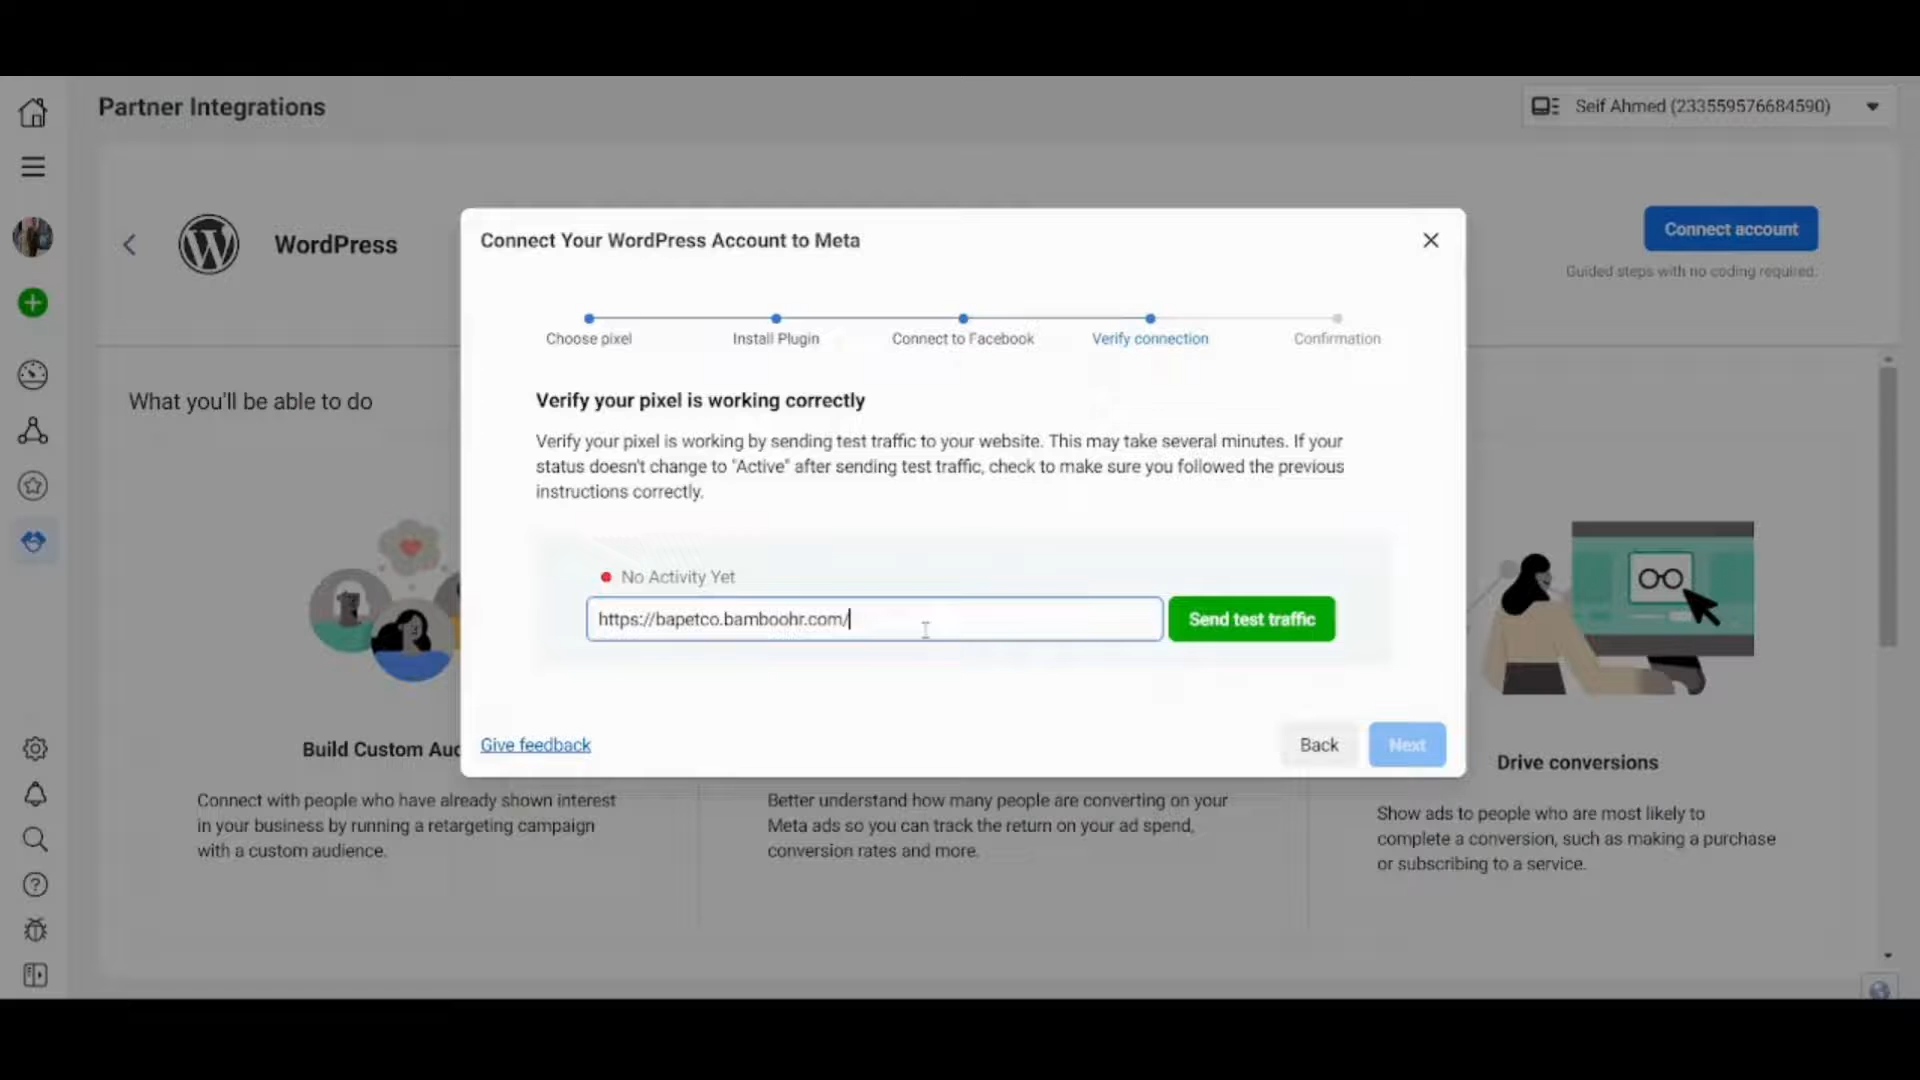 Partner Integrations
Seif Ahmed (233559576684590)
WordPress
Connect account
Guided steps with no coding required.
Connect Your WordPress Account to Meta
Choose pixel
Install Plugin
Connect to Facebook
Verify connection
Confirmation
What you'll be able to do
Verify your pixel is working correctly
Verify your pixel is working by sending test traffic to your website. This may take several minutes. If your
status doesn't change to "Active" after sending test traffic, check to make sure you followed the previous
instructions correctly.
No Activity Yet
https://bapetco.bamboohr.com/
Send test traffic
Give feedback
Back
Next
Build Custom Auc
Connect with people who have already shown interest
in your business by running a retargeting campaign
with a custom audience.
Better understand how many people are converting on your
Meta ads so you can track the return on your ad spend,
conversion rates and more.
Drive conversions
Show ads to people who are most likely to
complete a conversion, such as making a purchase
or subscribing to a service.